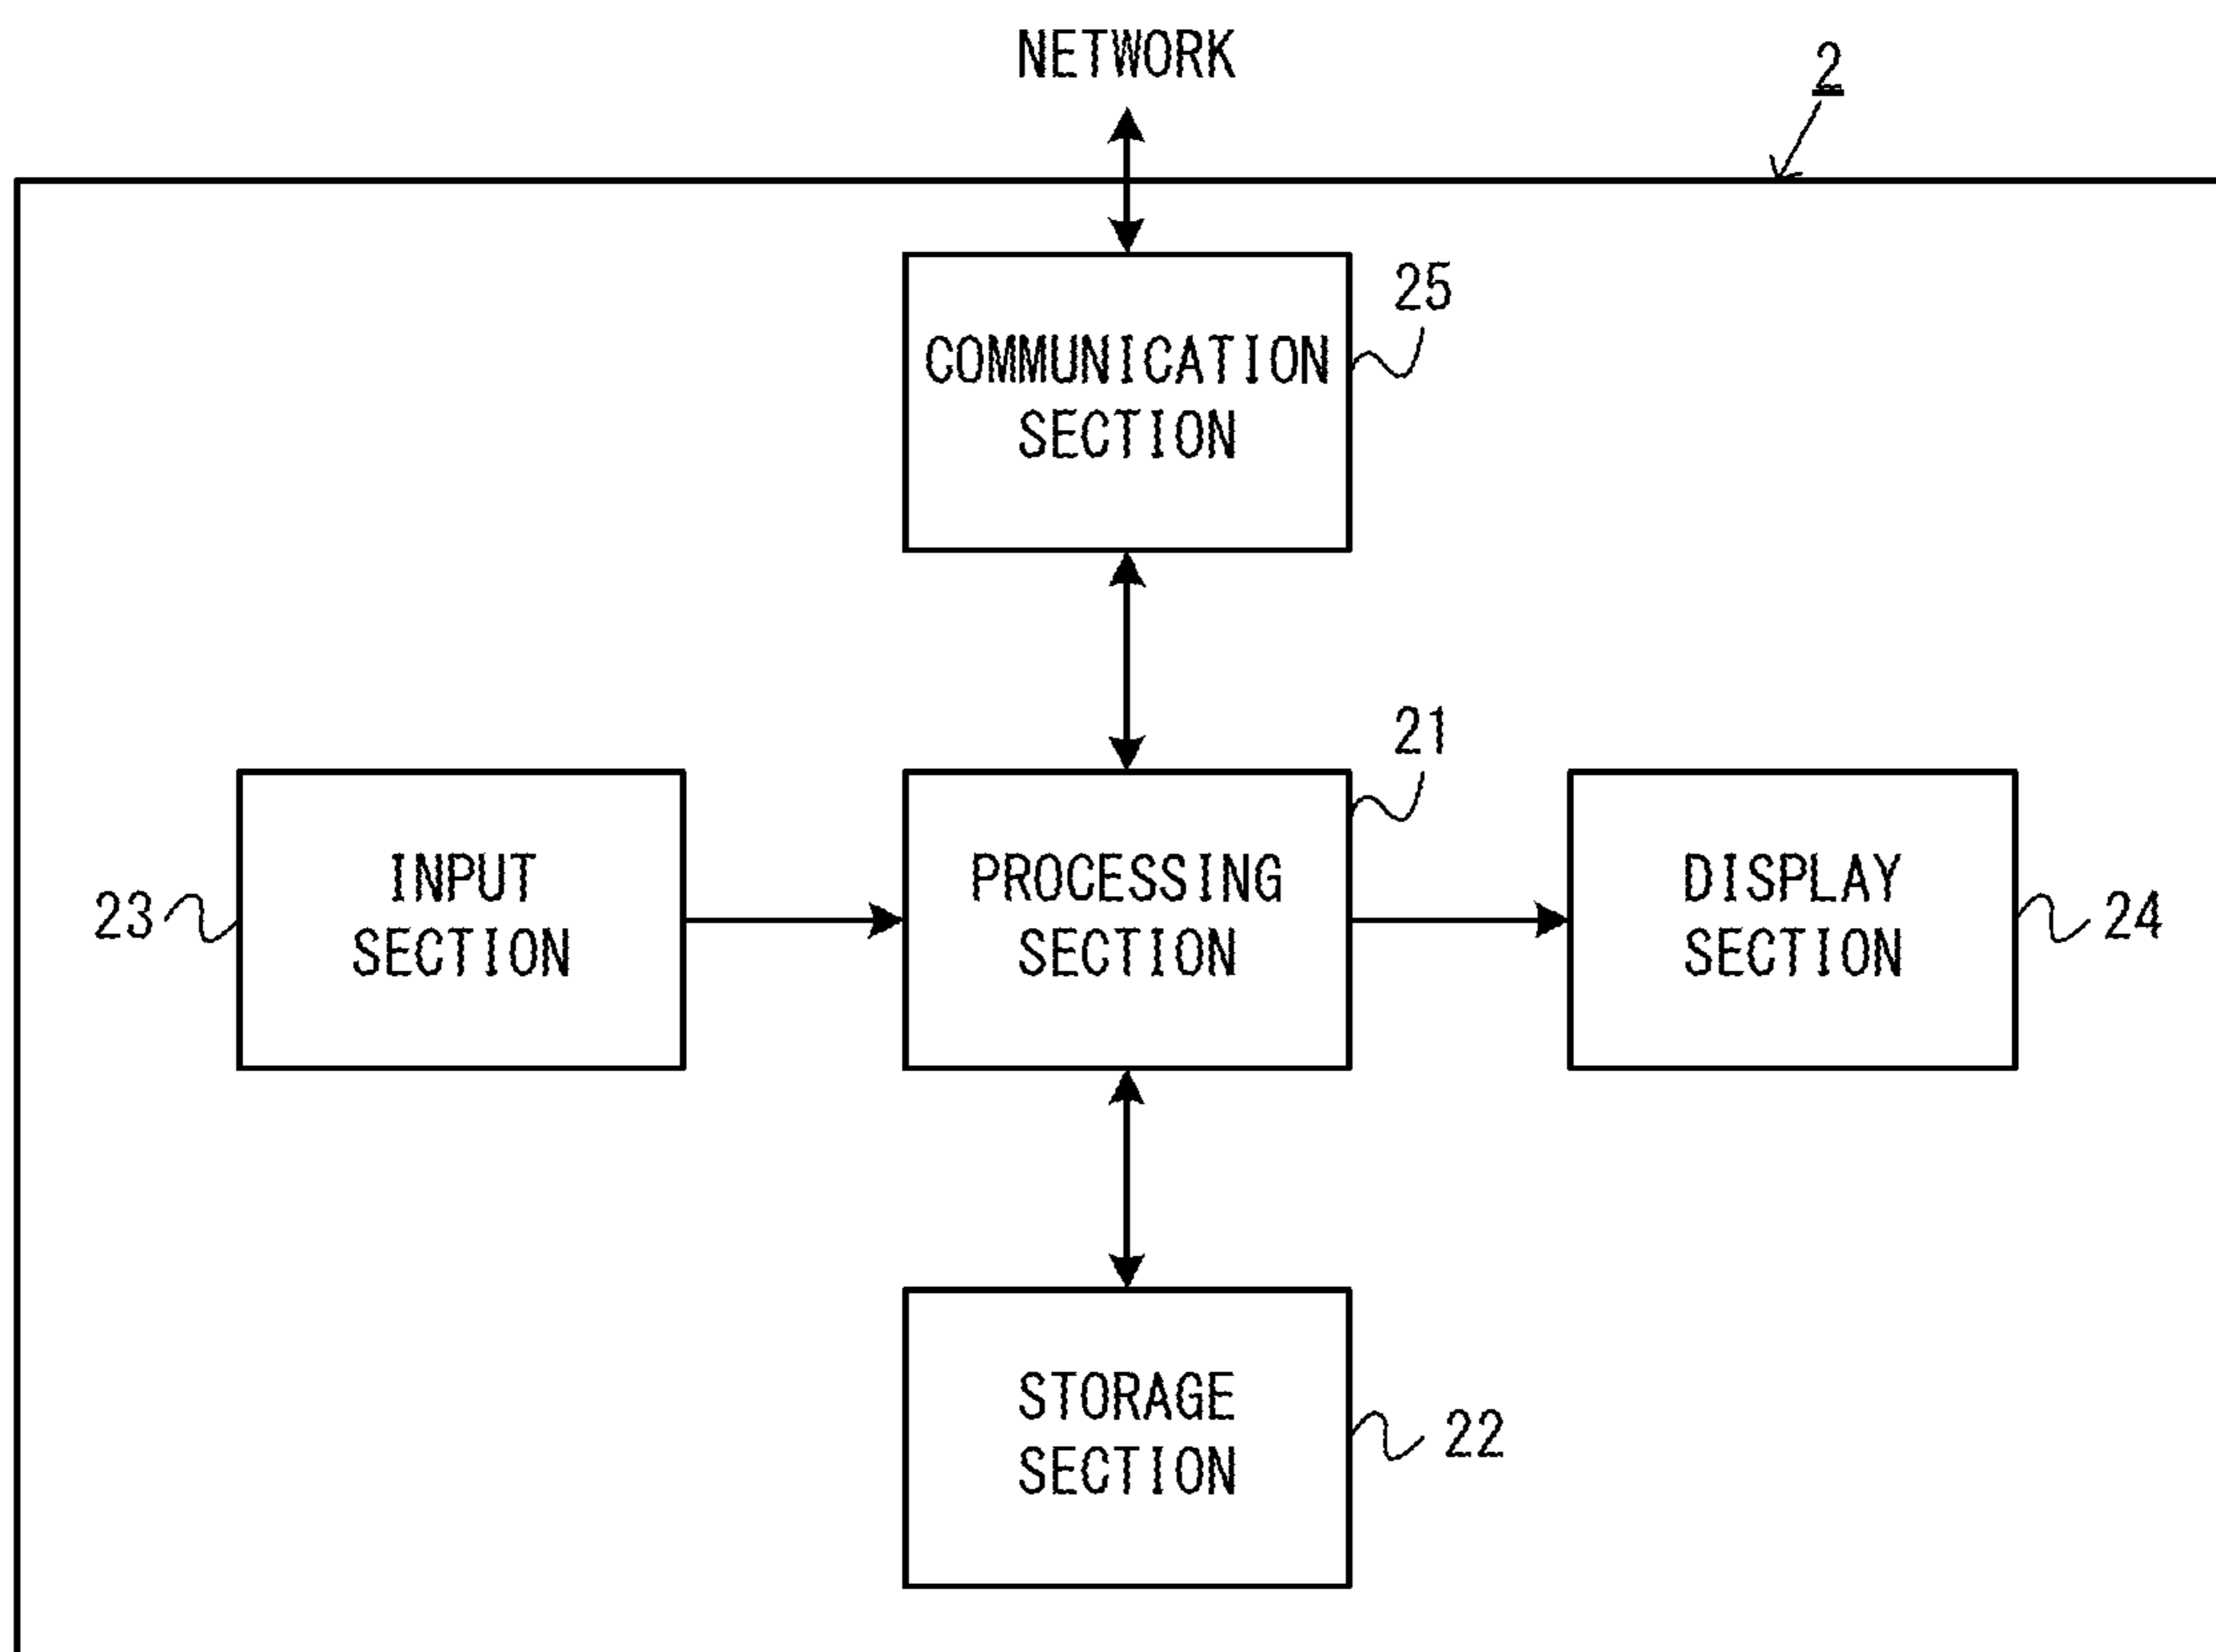 NETWORK
2
COMMUNICATION
SECTION
25
21
INPUT
SECTION
23
PROCESSING
SECTION
DISPLAY
SECTION
24
STORAGE
SECTION
22